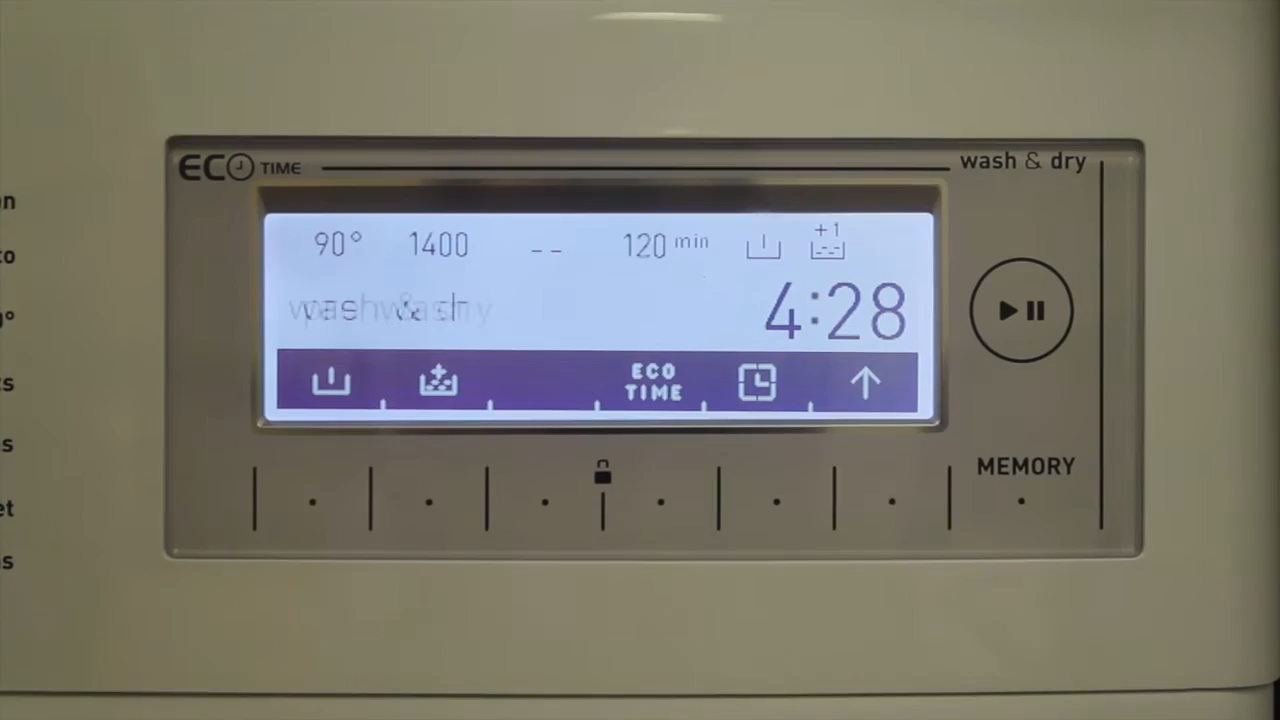 ECO TIME
wash & dry
90° 1400 -- 120 min +1
4:28
ECO TIME
MEMORY